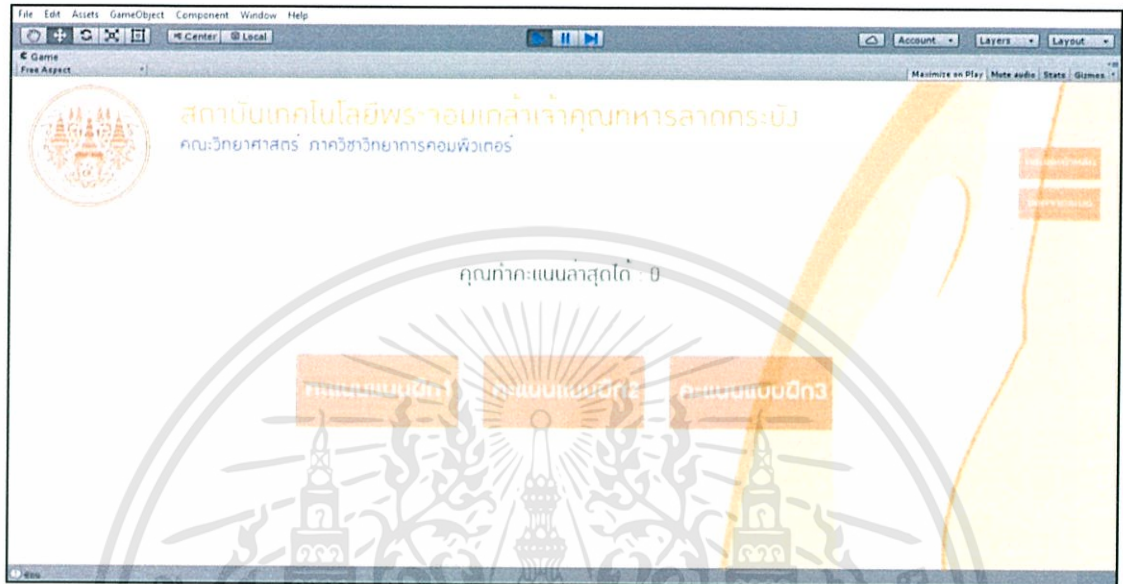 File Edit Assets GameObject Component Window Help
Center Local Account Layers Layout
Game
Free Aspect Maximize on Play Mute audio Stats Gizmos
สถาบันเทคโนโลยีพระจอมเกล้าเจ้าคุณทหารลาดกระบัง
คณะวิทยาศาสตร์ ภาควิชาวิทยาการคอมพิวเตอร์
คุณทำคะแนนล่าสุดได้ : 0
คะแนนแบบฝึก1 คะแนนแบบฝึก2 คะแนนแบบฝึก3